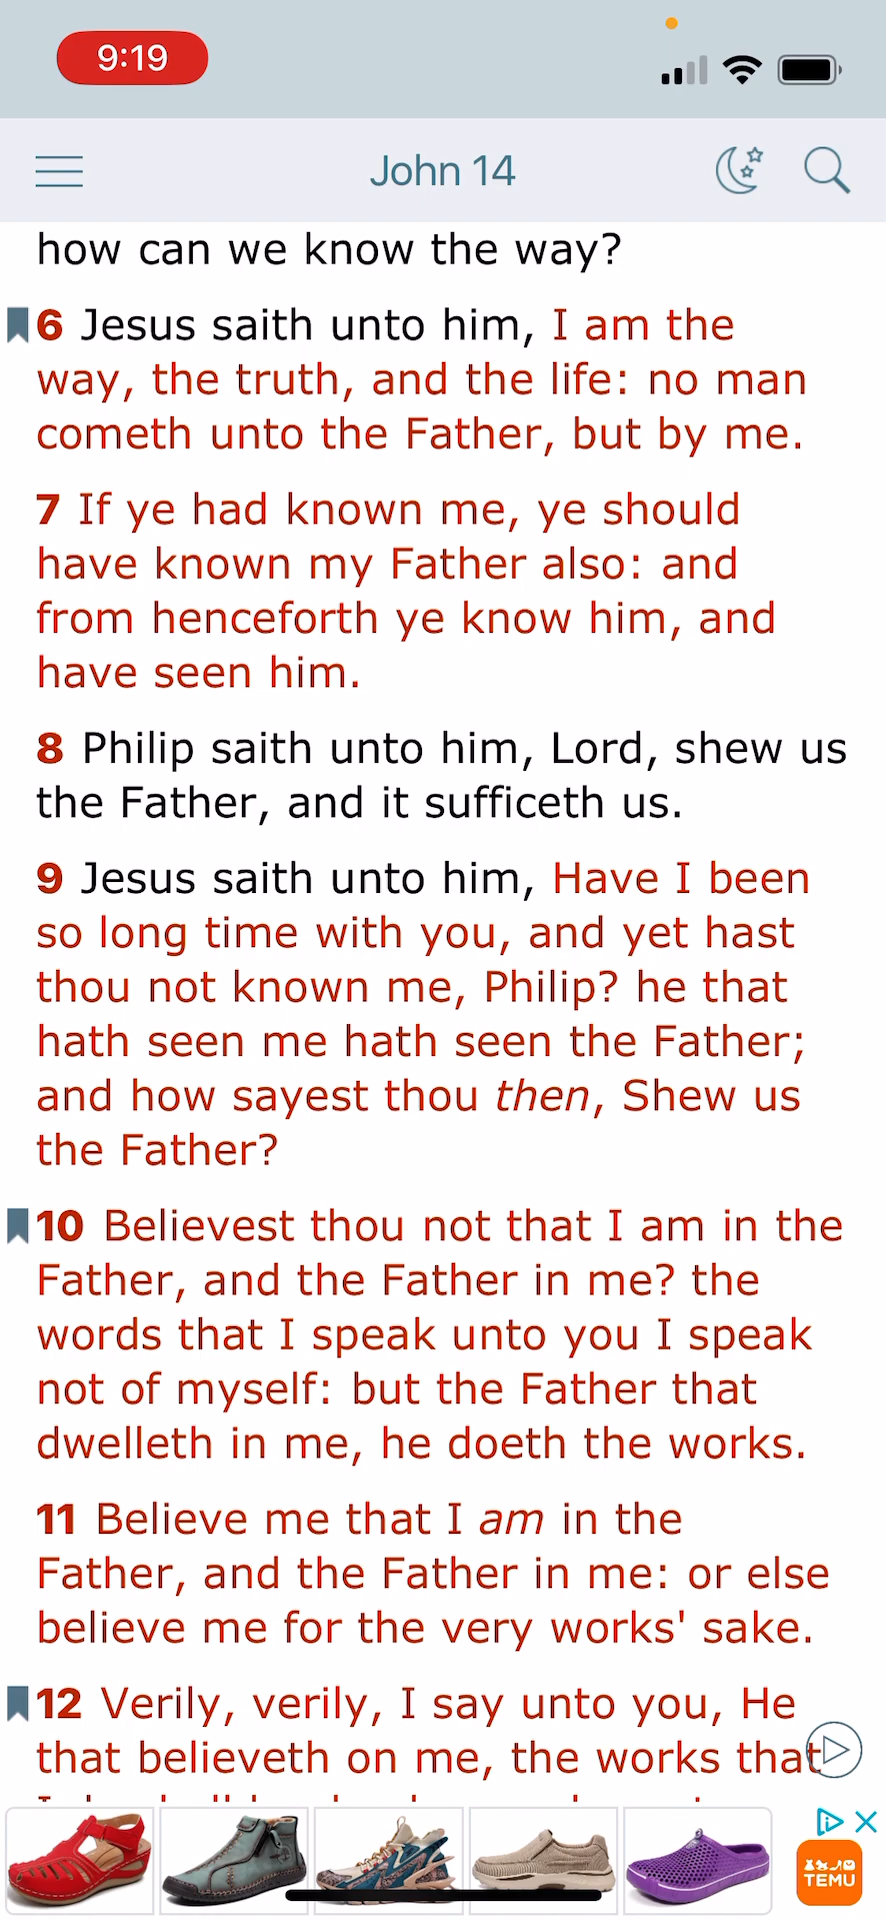 9:19
John 14
how can we know the way?
6 Jesus saith unto him, I am the
way, the truth, and the life: no man
cometh unto the Father, but by me.
7 If ye had known me, ye should
have known my Father also: and
from henceforth ye know him, and
have seen him.
8 Philip saith unto him, Lord, shew us
the Father, and it sufficeth us.
9 Jesus saith unto him, Have I been
so long time with you, and yet hast
thou not known me, Philip? he that
hath seen me hath seen the Father;
and how sayest thou then, Shew us
the Father?
10 Believest thou not that I am in the
Father, and the Father in me? the
words that I speak unto you I speak
not of myself: but the Father that
dwelleth in me, he doeth the works.
11 Believe me that I am in the
Father, and the Father in me: or else
believe me for the very works' sake.
12 Verily, verily, I say unto you, He
that believeth on me, the works that
TEMU